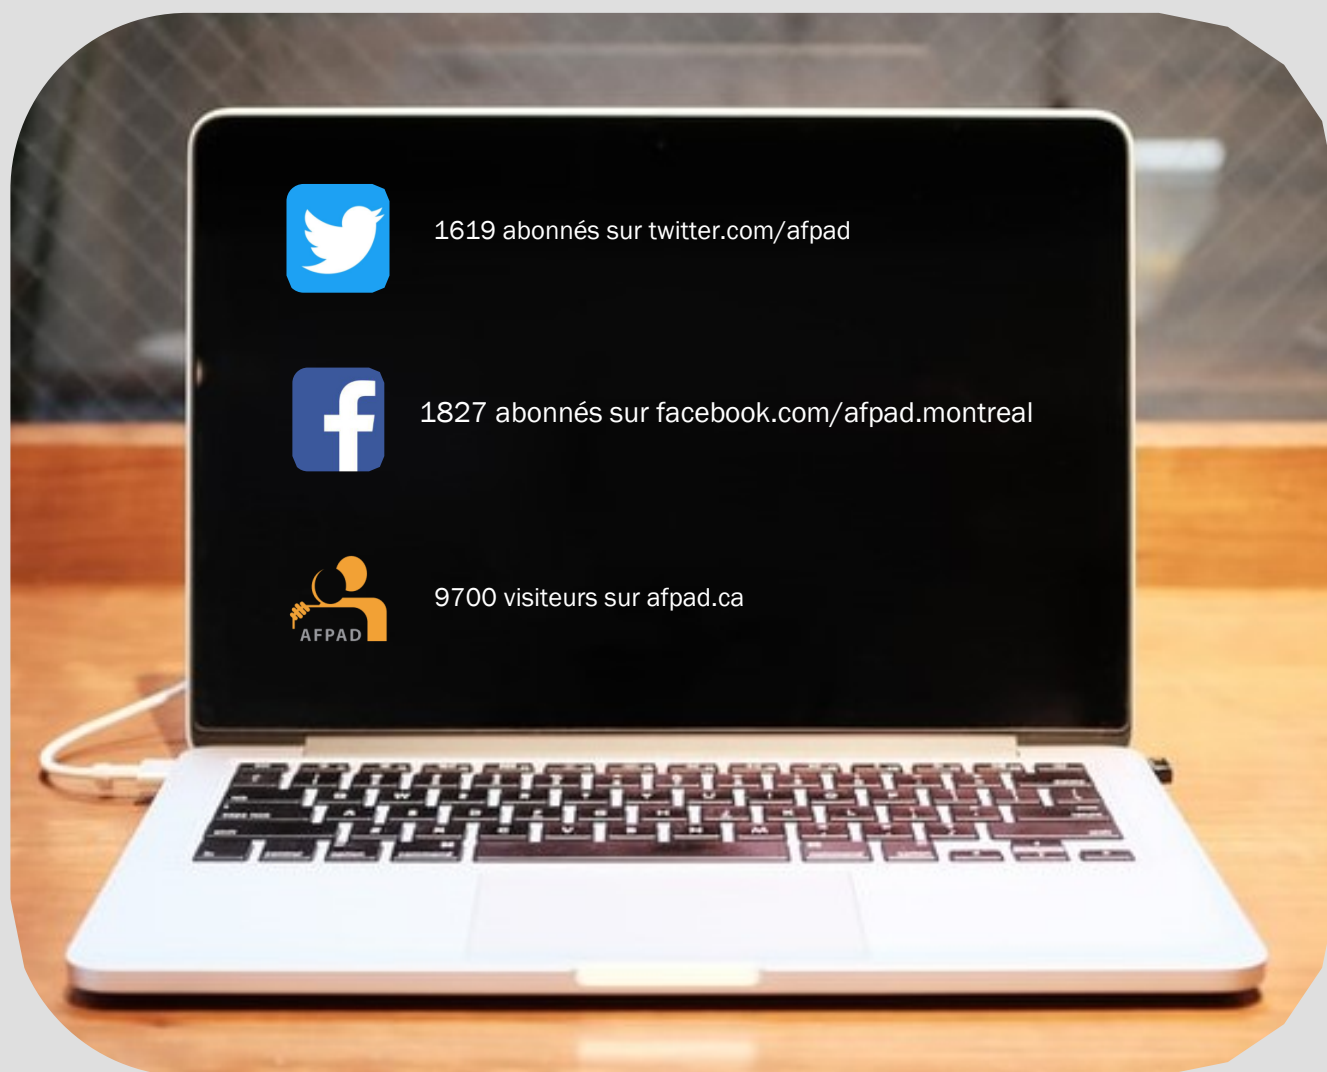 1619 abonnés sur twitter.com/afpad
1827 abonnés sur facebook.com/afpad.montreal
AFPAD
9700 visiteurs sur afpad.ca